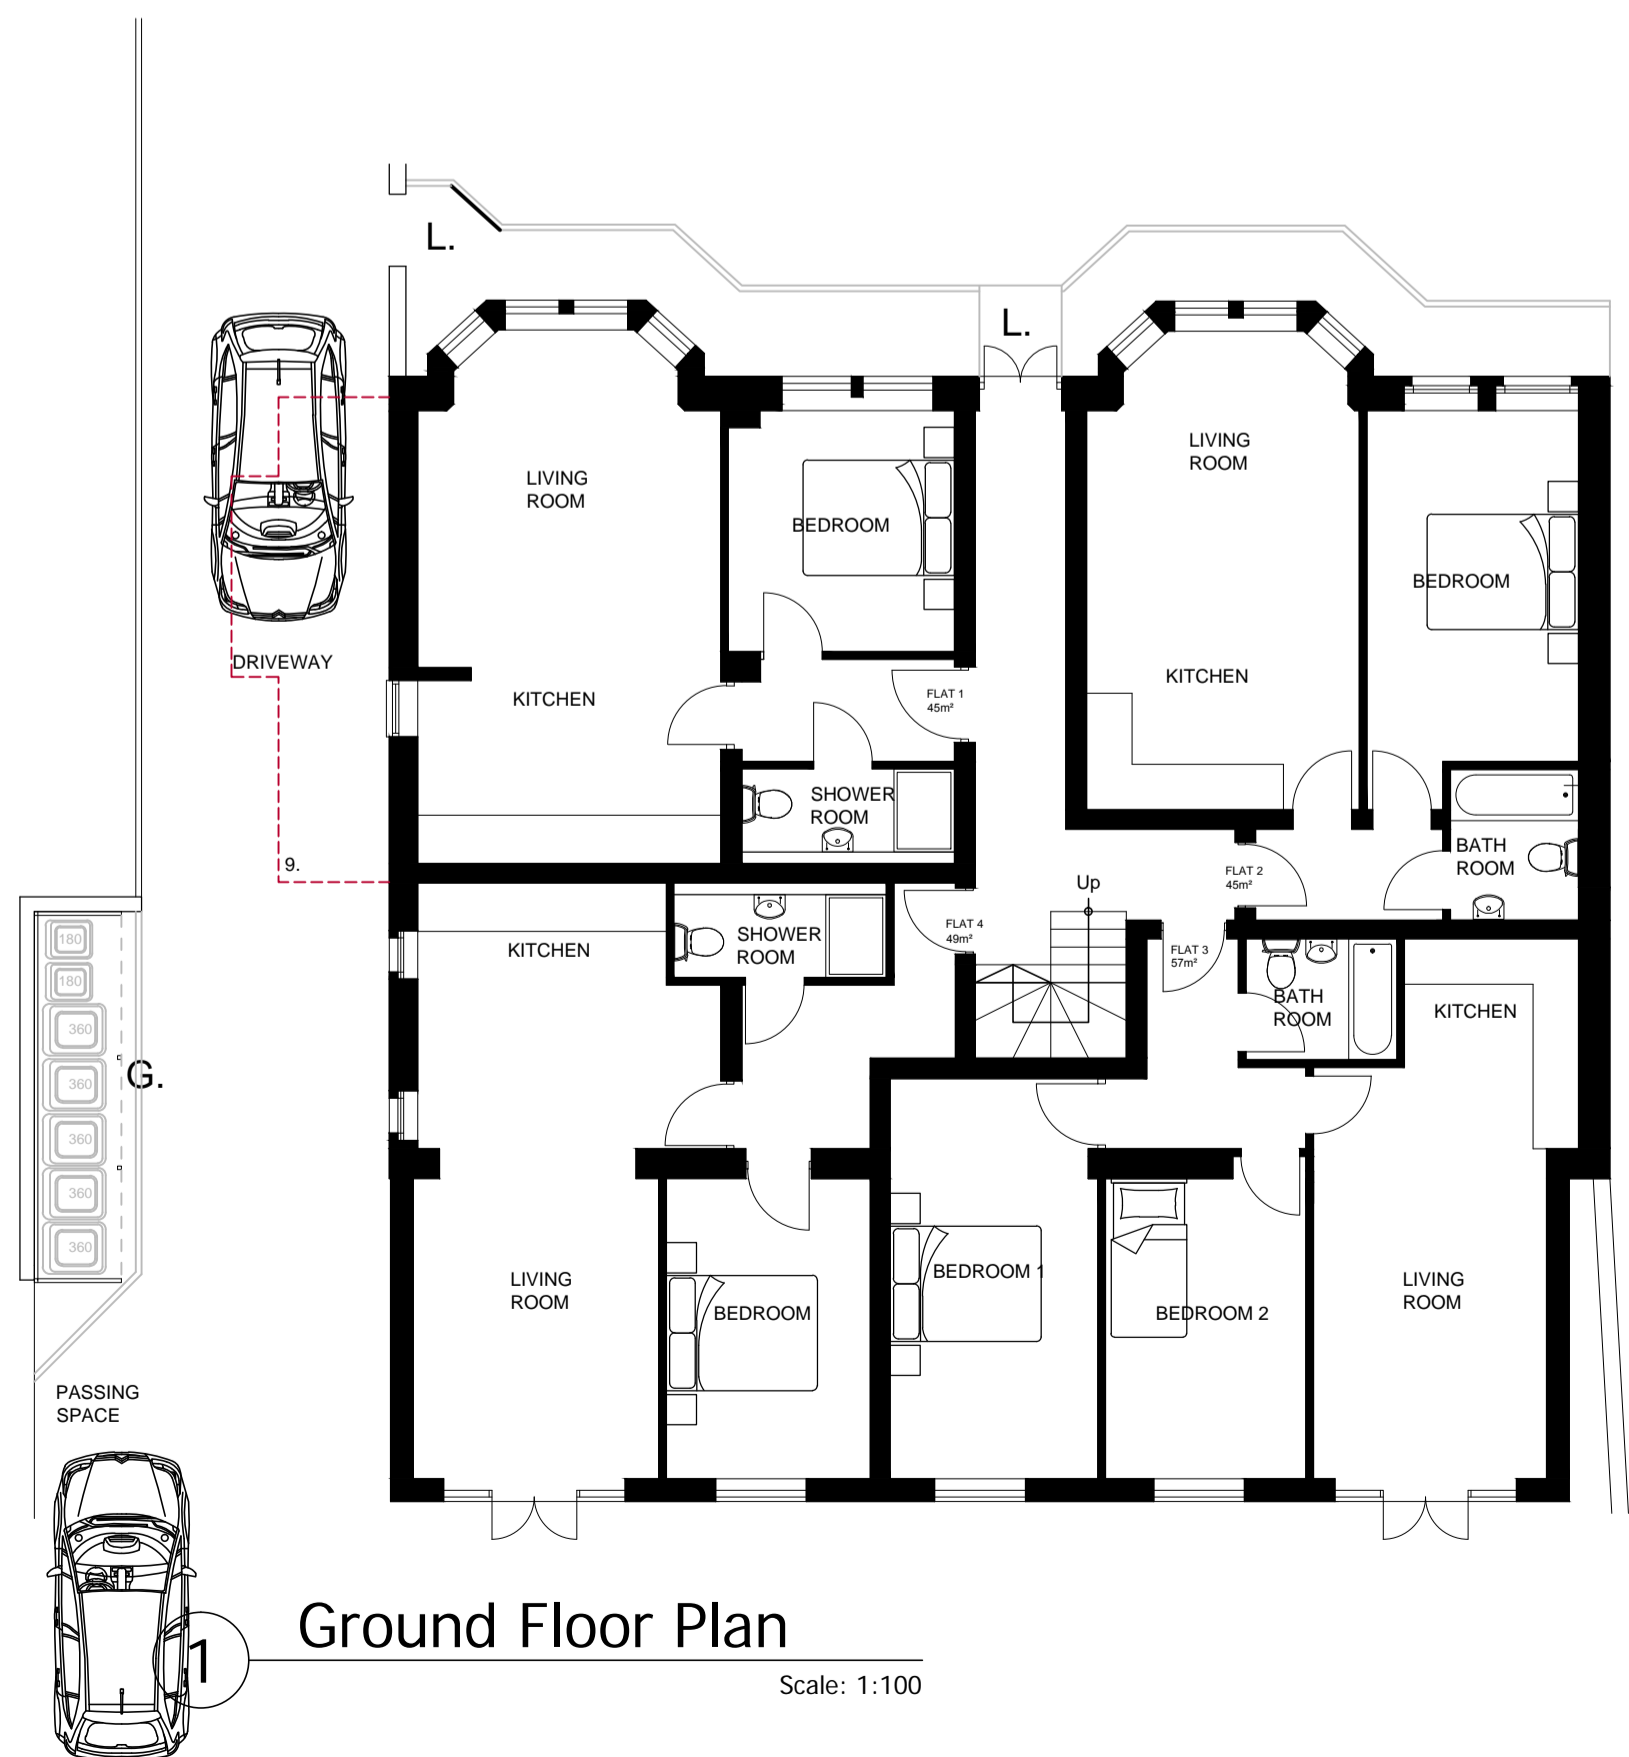 L.
L.
LIVING
ROOM
LIVING
ROOM
BEDROOM
BEDROOM
DRIVEWAY
KITCHEN
FLAT 1
45m²
KITCHEN
SHOWER
ROOM
9.
BATH
ROOM
FLAT 2
45m²
Up
180
KITCHEN
SHOWER
ROOM
FLAT 4
49m²
FLAT 3
57m²
180
BATH
ROOM
KITCHEN
360
G.
360
360
360
360
LIVING
ROOM
BEDROOM
BEDROOM 1
BEDROOM 2
LIVING
ROOM
PASSING
SPACE
1
Ground Floor Plan
Scale: 1:100